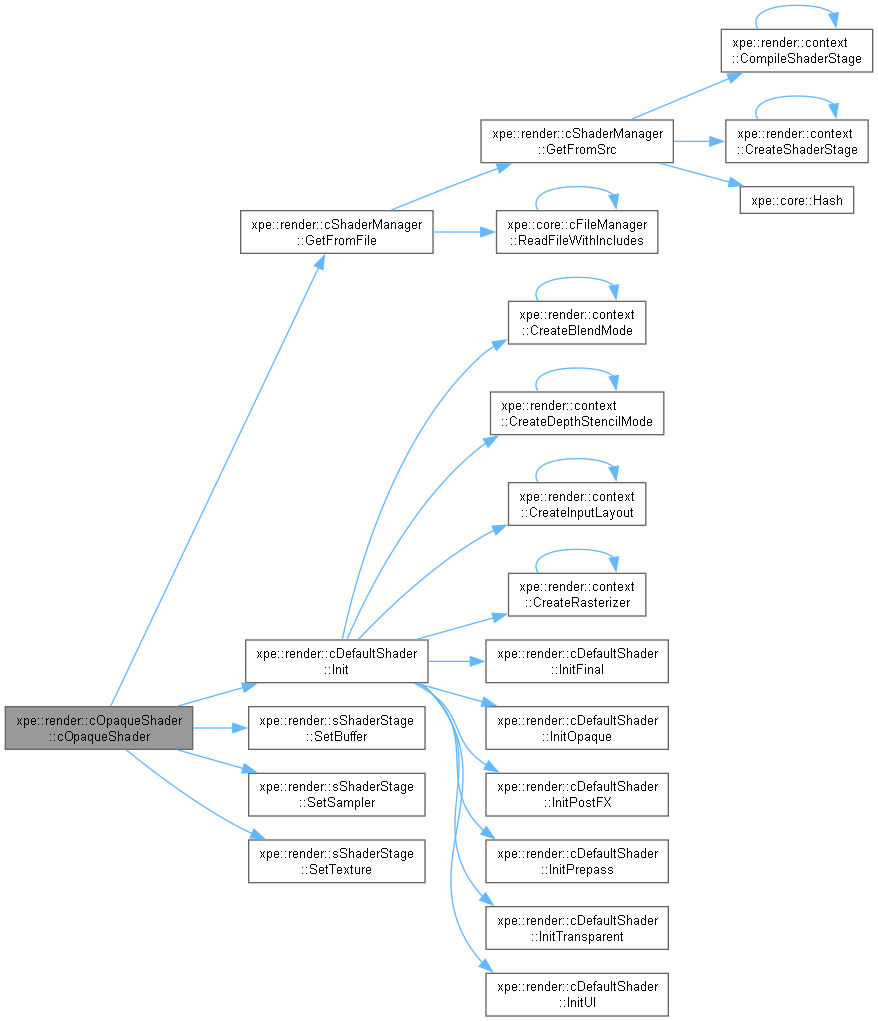 xpe::render::context
::CompileShaderStage
xpe::render::cShaderManager
::GetFromSrc
xpe::render::context
::CreateShaderStage
xpe::core::Hash
xpe::render::cShaderManager
::GetFromFile
xpe::core::cFileManager
::ReadFileWithIncludes
xpe::render::context
::CreateBlendMode
xpe::render::context
::CreateDepthStencilMode
xpe::render::context
::CreateInputLayout
xpe::render::context
::CreateRasterizer
xpe::render::cDefaultShader
::Init
xpe::render::cDefaultShader
::InitFinal
xpe::render::cOpaqueShader
::cOpaqueShader
xpe::render::sShaderStage
::SetBuffer
xpe::render::cDefaultShader
::InitOpaque
xpe::render::sShaderStage
::SetSampler
xpe::render::cDefaultShader
::InitPostFX
xpe::render::sShaderStage
::SetTexture
xpe::render::cDefaultShader
::InitPrepass
xpe::render::cDefaultShader
::InitTransparent
xpe::render::cDefaultShader
::InitUI